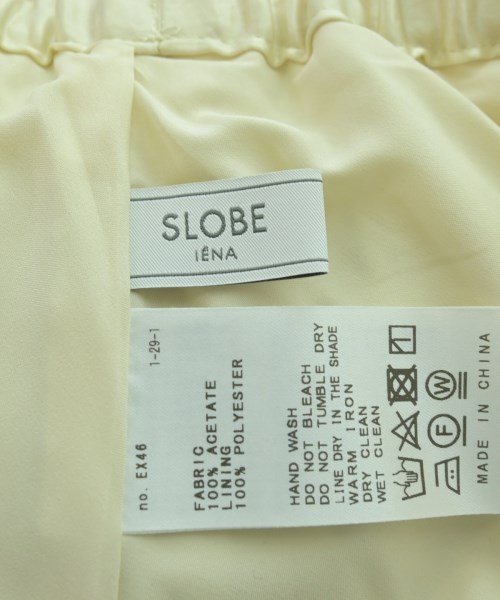 SLOBE
IÉNA
1-29-1
no. EX46
FABRIC
100% ACETATE
LINING
100% POLYESTER
HAND WASH
DO NOT BLEACH
DO NOT TUMBLE DRY
LINE DRY IN THE SHADE
WARM IRON
DRY CLEAN
WET CLEAN
F
W
MADE IN CHINA